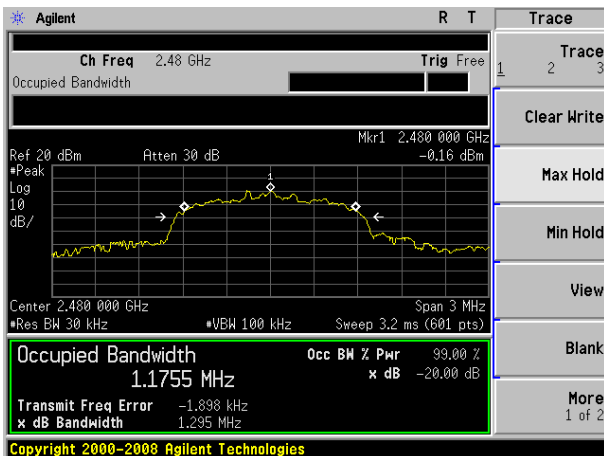 Agilent R T Trace
Ch Freq 2.48 GHz Trig Free
Occupied Bandwidth
Trace
1 2 3
Clear Write
Max Hold
Min Hold
View
Blank
More
1 of 2
Mkr1 2.480 000 GHz
Ref 20 dBm Atten 30 dB -0.16 dBm
#Peak
Log
10
dB/
1
Center 2.480 000 GHz Span 3 MHz
#Res BW 30 kHz #VBW 100 kHz Sweep 3.2 ms (601 pts)
Occupied Bandwidth Occ BW % Pwr 99.00 %
1.1755 MHz x dB -20.00 dB
Transmit Freq Error -1.898 kHz
x dB Bandwidth 1.295 MHz
Copyright 2000-2008 Agilent Technologies